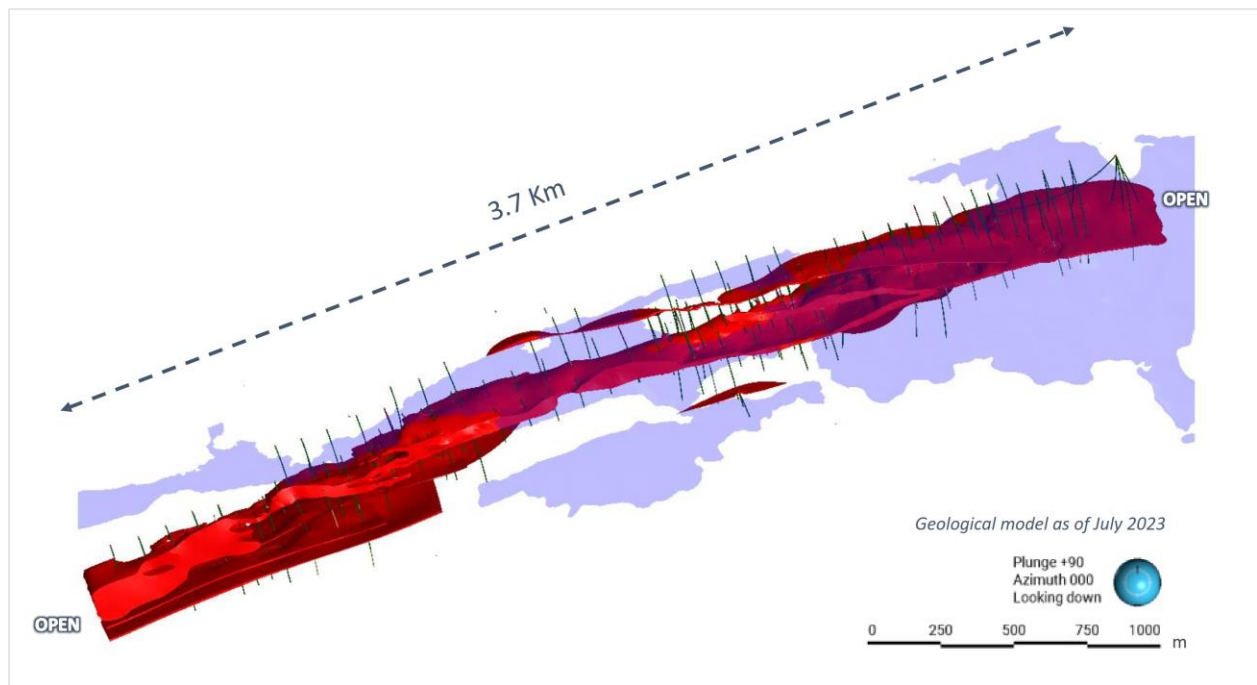 3.7 Km
OPEN
OPEN
Geological model as of July 2023
Plunge +90
Azimuth 000
Looking down
0 250 500 750 1000 m